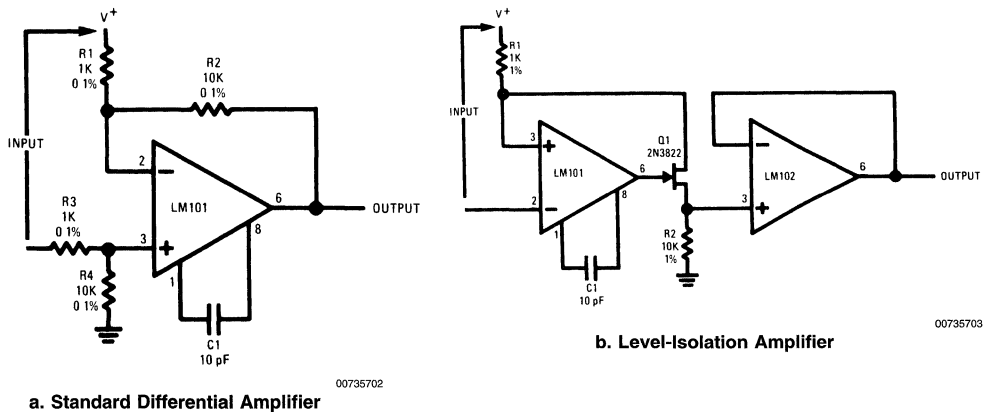 V+
R1
1K
0 1%
R2
10K
0 1%
INPUT
2
−
LM101
6
OUTPUT
8
R3
1K
0 1%
3
+
R4
10K
0 1%
1
C1
10 pF
00735702
a. Standard Differential Amplifier
V+
R1
1K
1%
INPUT
3
+
LM101
2
−
6
8
1
C1
10 pF
Q1
2N3822
R2
10K
1%
−
LM102
3
+
6
OUTPUT
00735703
b. Level-Isolation Amplifier